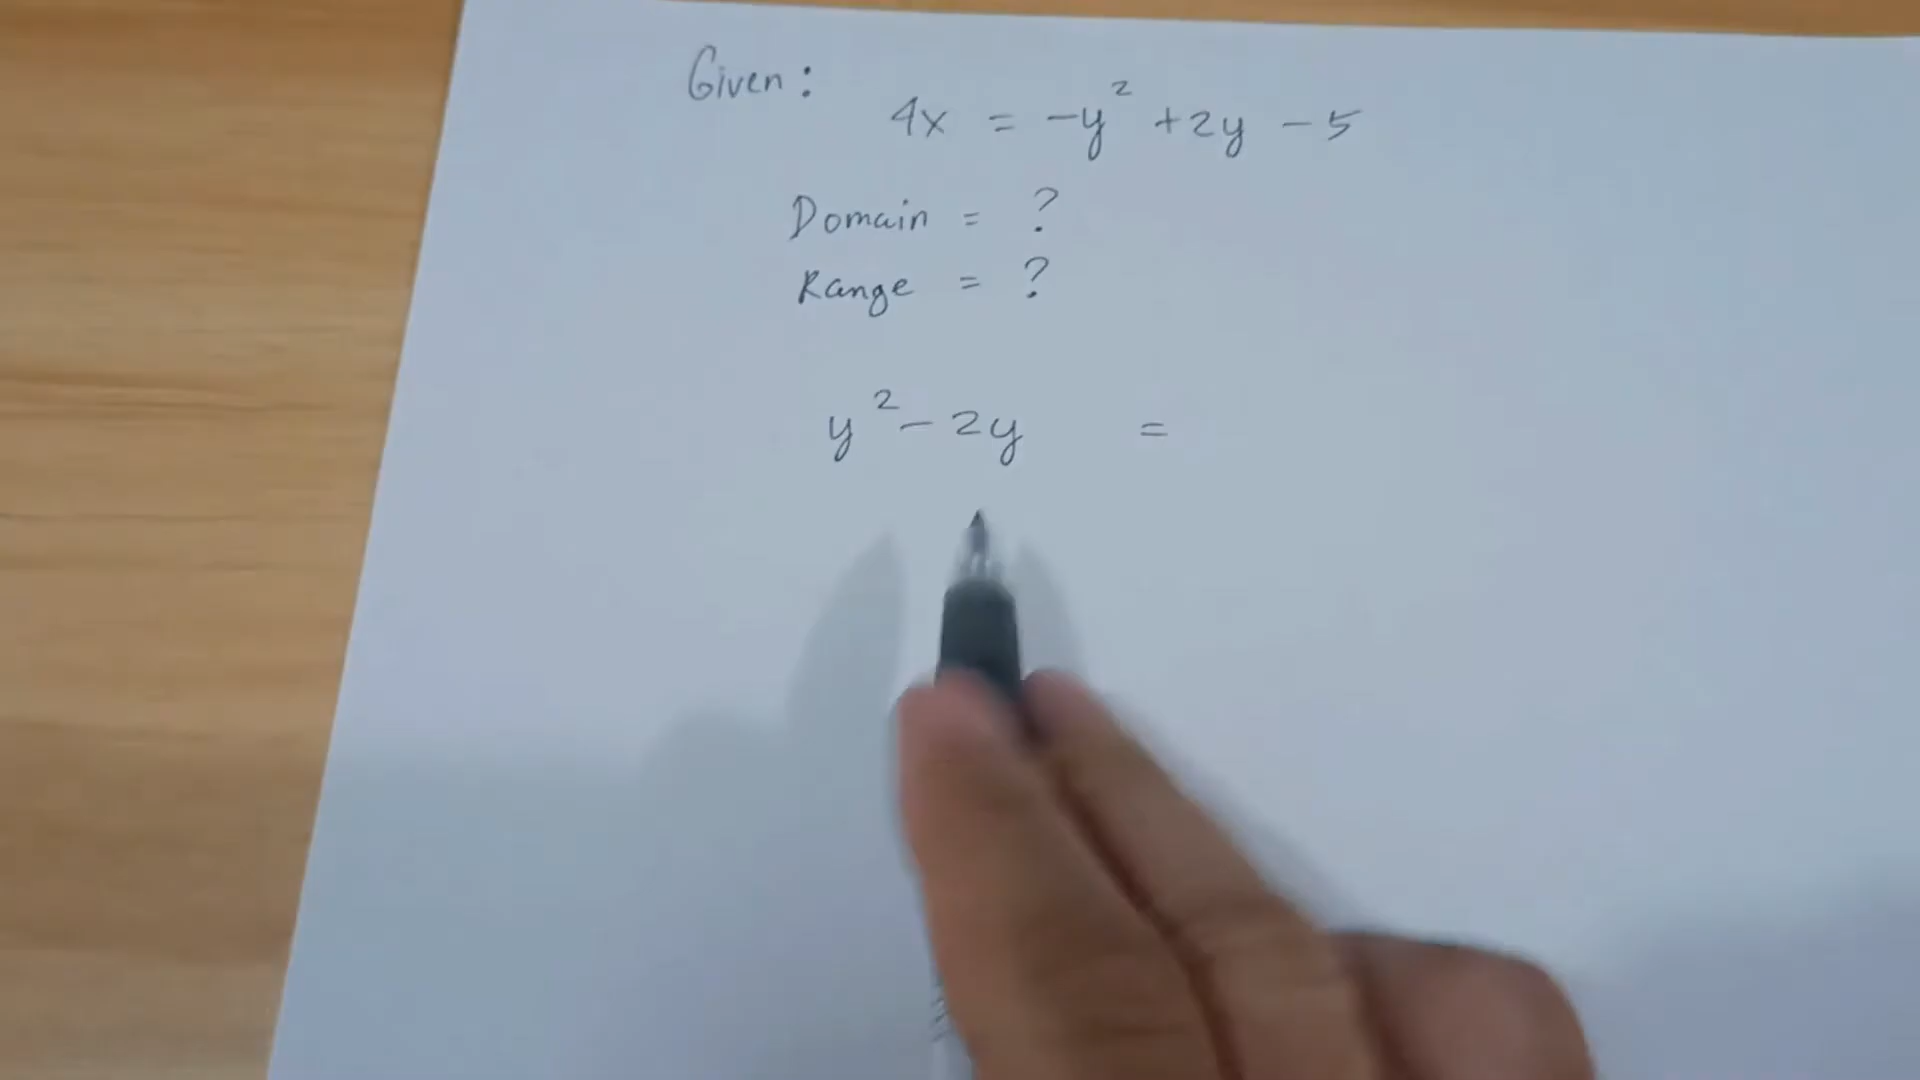 Given:
4x = -y² + 2y - 5
Domain = ?
Range = ?
y² - 2y =